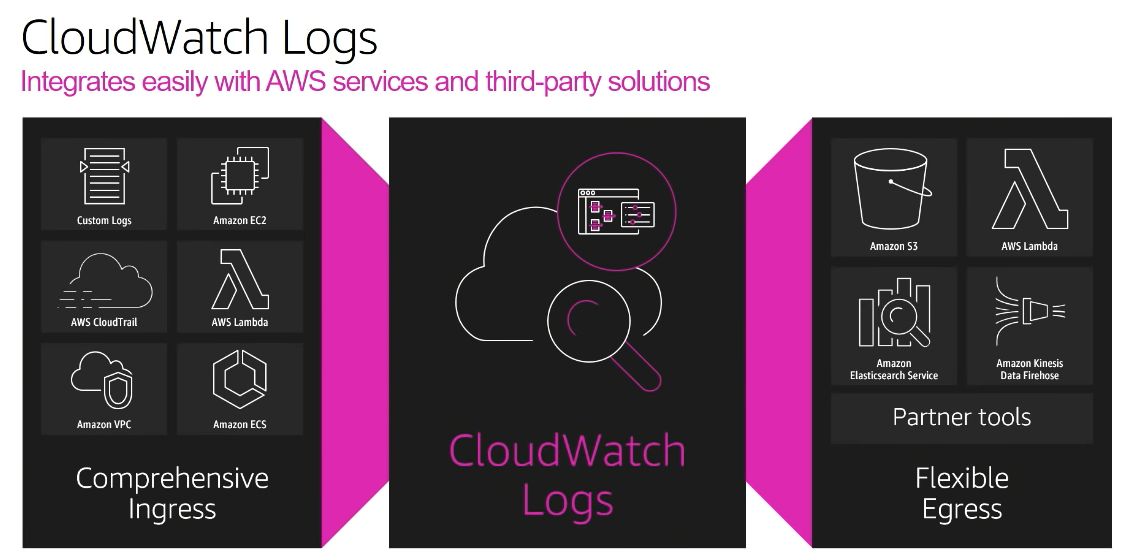 CloudWatch Logs
Integrates easily with AWS services and third-party solutions
Custom Logs
Amazon EC2
AWS CloudTrail
AWS Lambda
Amazon VPC
Amazon ECS
Comprehensive
Ingress
CloudWatch
Logs
Amazon S3
AWS Lambda
Amazon
Elasticsearch Service
Amazon Kinesis
Data Firehose
Partner tools
Flexible
Egress